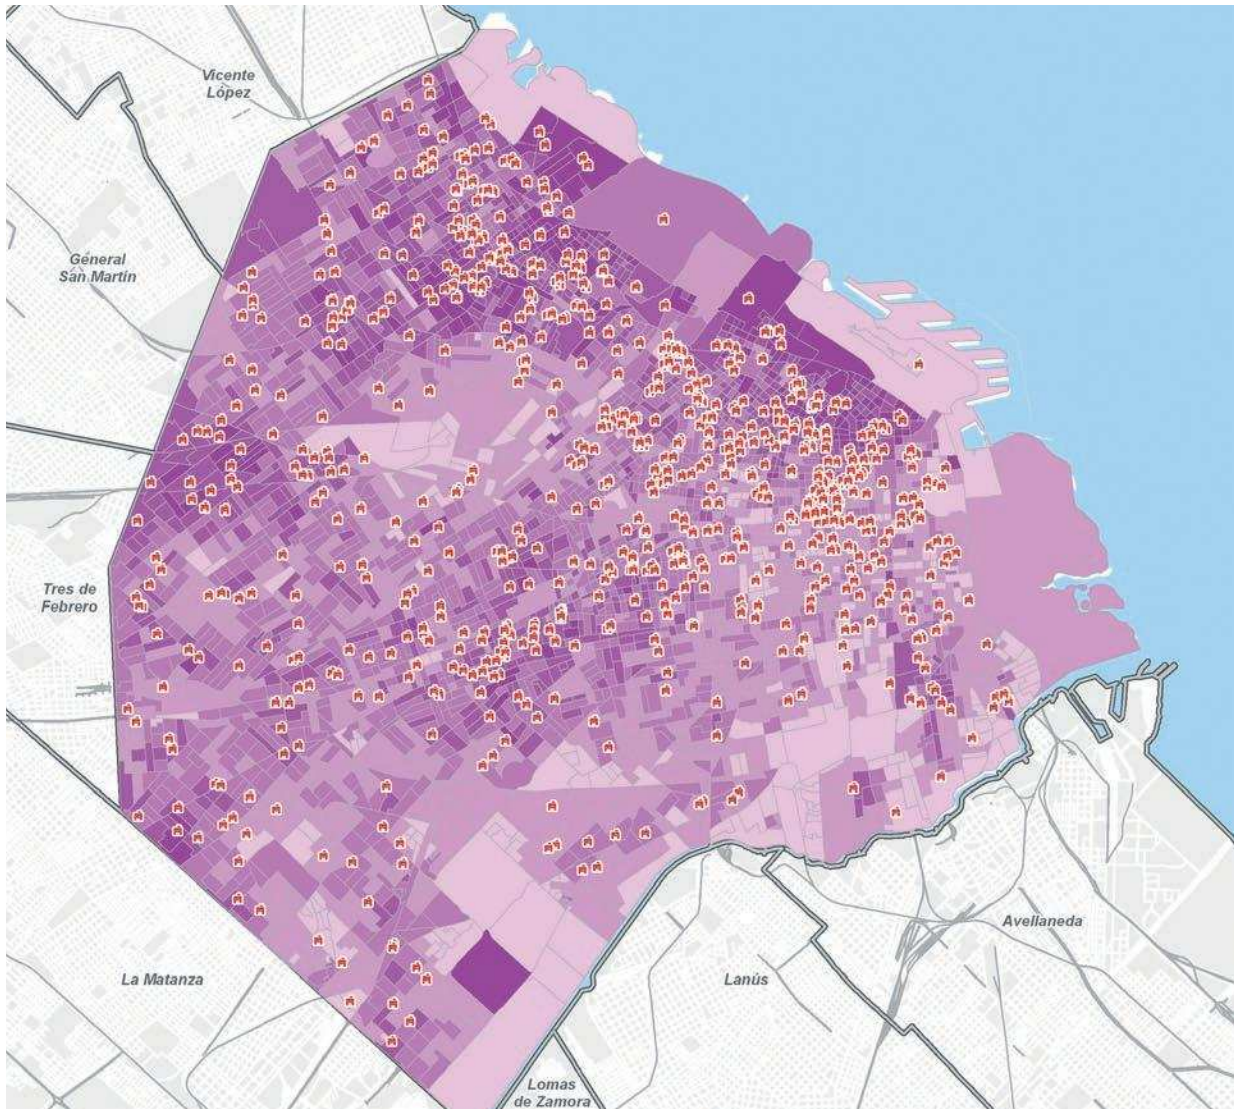 Vicente
López
General
San Martín
Tres de
Febrero
Avellaneda
La Matanza
Lanús
Lomas
de Zamora